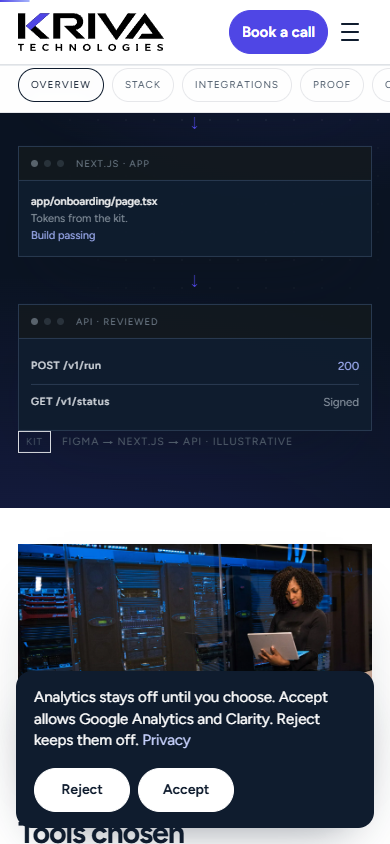 KRIVA
TECHNOLOGIES
Book a call
OVERVIEW
STACK
INTEGRATIONS
PROOF
↓
NEXT.JS · APP
app/onboarding/page.tsx
Tokens from the kit.
Build passing
↓
API · REVIEWED
POST /v1/run 200
GET /v1/status Signed
KIT FIGMA → NEXT.JS → API · ILLUSTRATIVE
Analytics stays off until you choose. Accept
allows Google Analytics and Clarity. Reject
keeps them off. Privacy
Reject
Accept
Tools chosen